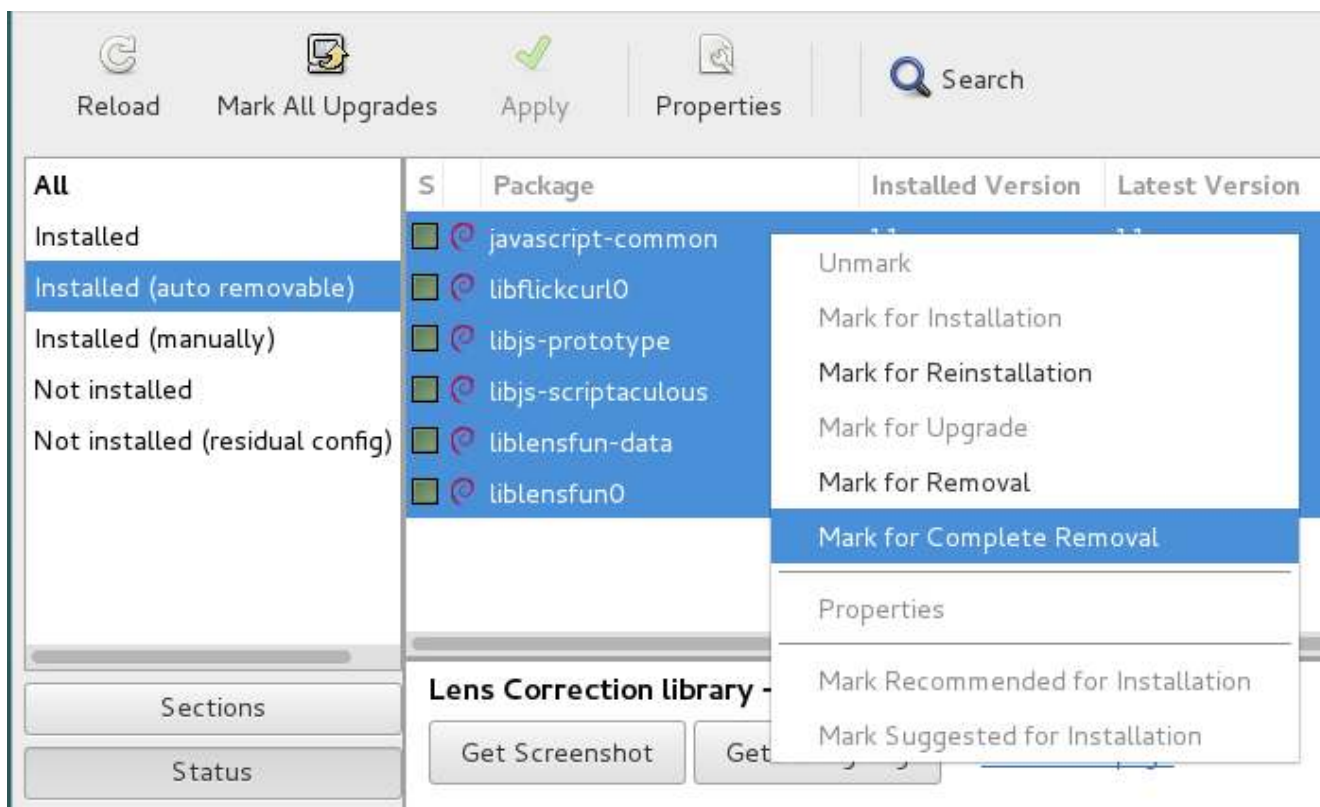 Reload
Mark All Upgrades
Apply
Properties
Search
All
Installed
Installed (auto removable)
Installed (manually)
Not installed
Not installed (residual config)
Sections
Status
S Package Installed Version Latest Version
javascript-common
libflickcurl0
libjs-prototype
libjs-scriptaculous
liblensfun-data
liblensfun0
Unmark
Mark for Installation
Mark for Reinstallation
Mark for Upgrade
Mark for Removal
Mark for Complete Removal
Properties
Mark Recommended for Installation
Mark Suggested for Installation
Lens Correction library -
Get Screenshot
Get